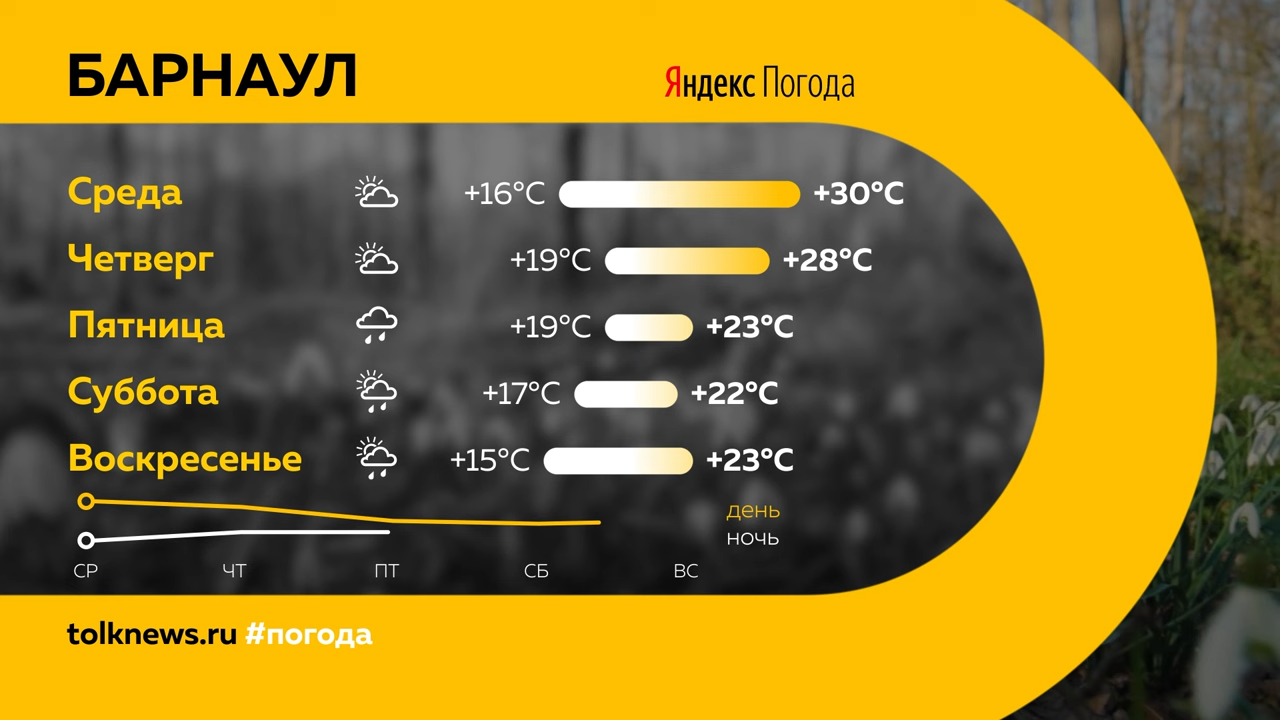 БАРНАУЛ
Яндекс Погода
Среда +16°C +30°C
Четверг +19°C +28°C
Пятница +19°C +23°C
Суббота +17°C +22°C
Воскресенье +15°C +23°C
день
ночь
СР ЧТ ПТ СБ ВС
tolknews.ru #погода